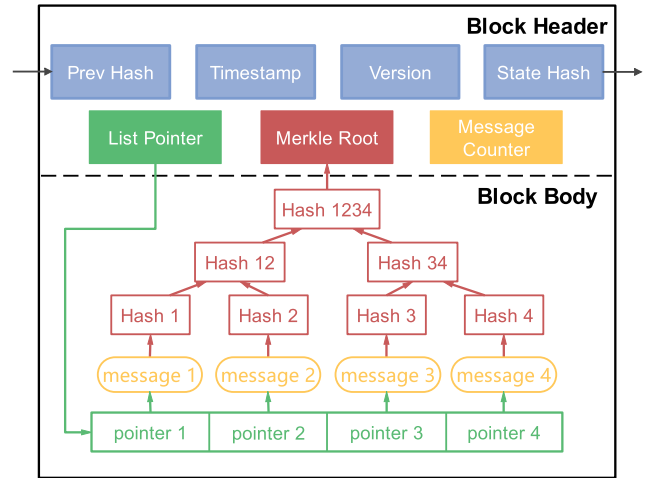 Block Header
Prev Hash
Timestamp
Version
State Hash
List Pointer
Merkle Root
Message
Counter
Block Body
Hash 1234
Hash 12
Hash 34
Hash 1
Hash 2
Hash 3
Hash 4
message 1
message 2
message 3
message 4
pointer 1
pointer 2
pointer 3
pointer 4